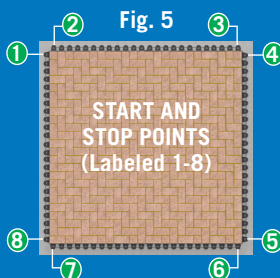 Fig. 5
② ③
① ④
START AND
STOP POINTS
(Labeled 1-8)
⑧ ⑤
⑦ ⑥